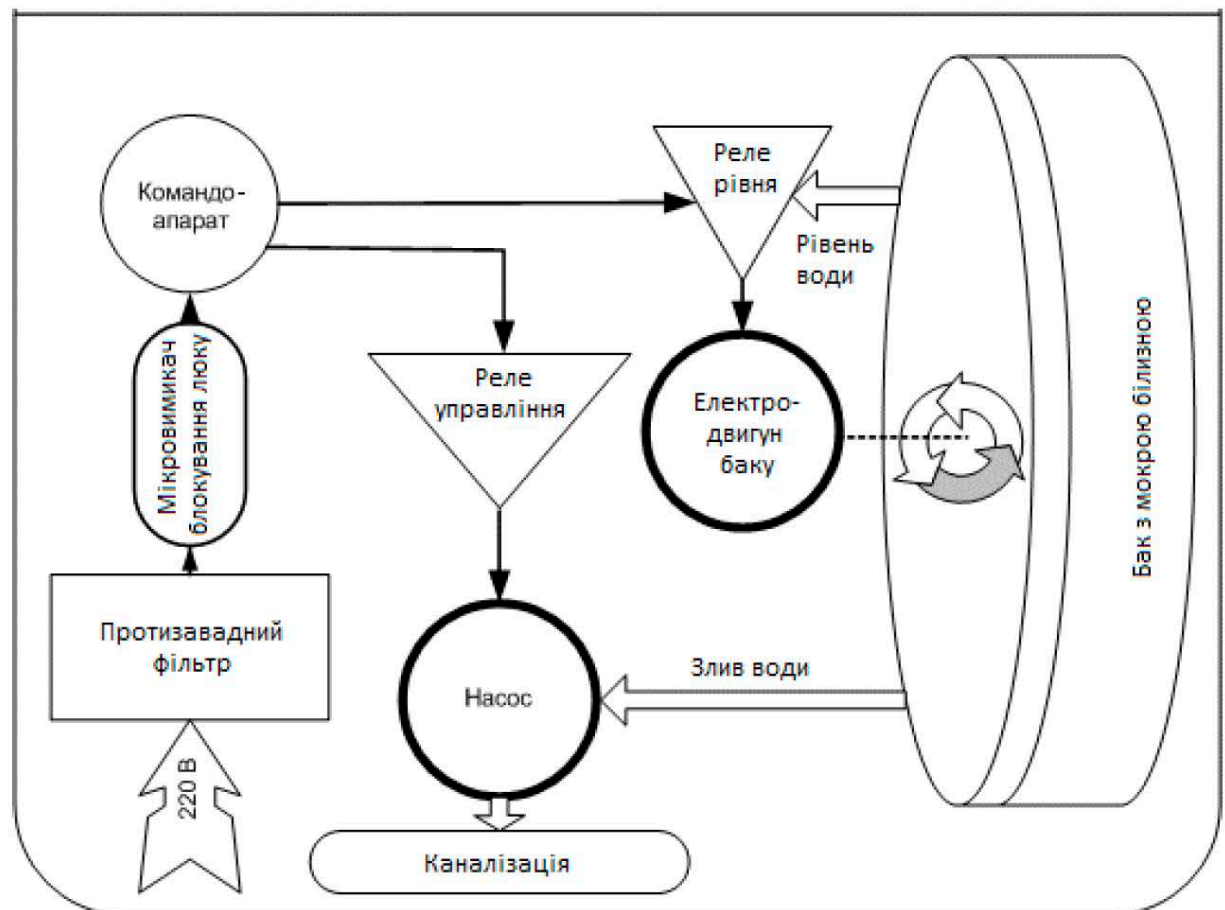 Командо-
апарат
Реле
рівня
Рівень
води
Мікровимикач
блокування люку
Реле
управління
Електро-
двигун
баку
Бак з мокрою білизною
Протизавадний
фільтр
Злив води
Насос
220 В
Каналізація